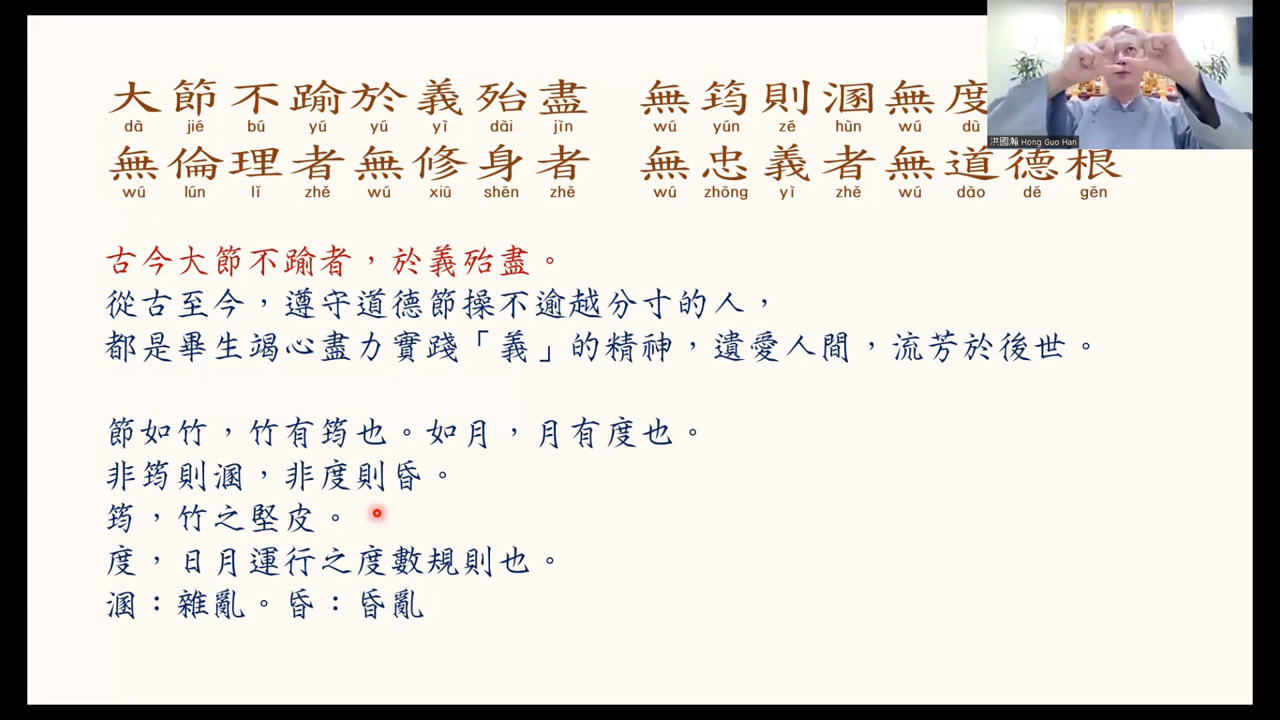 大節不踰於義殆盡 無筠則溷無度
dà jié bú yú yú yì dài jìn wú yún zé hùn wú dù
洪國瀚 Hong Guo Han
無倫理者無修身者 無忠義者無道德根
wú lún lǐ zhě wú xiū shēn zhě wú zhōng yì zhě wú dào dé gēn
古今大節不踰者，於義殆盡。
從古至今，遵守道德節操不逾越分寸的人，
都是畢生竭心盡力實踐「義」的精神，遺愛人間，流芳於後世。
節如竹，竹有筠也。如月，月有度也。
非筠則溷，非度則昏。
筠，竹之堅皮。
度，日月運行之度數規則也。
溷：雜亂。昏：昏亂